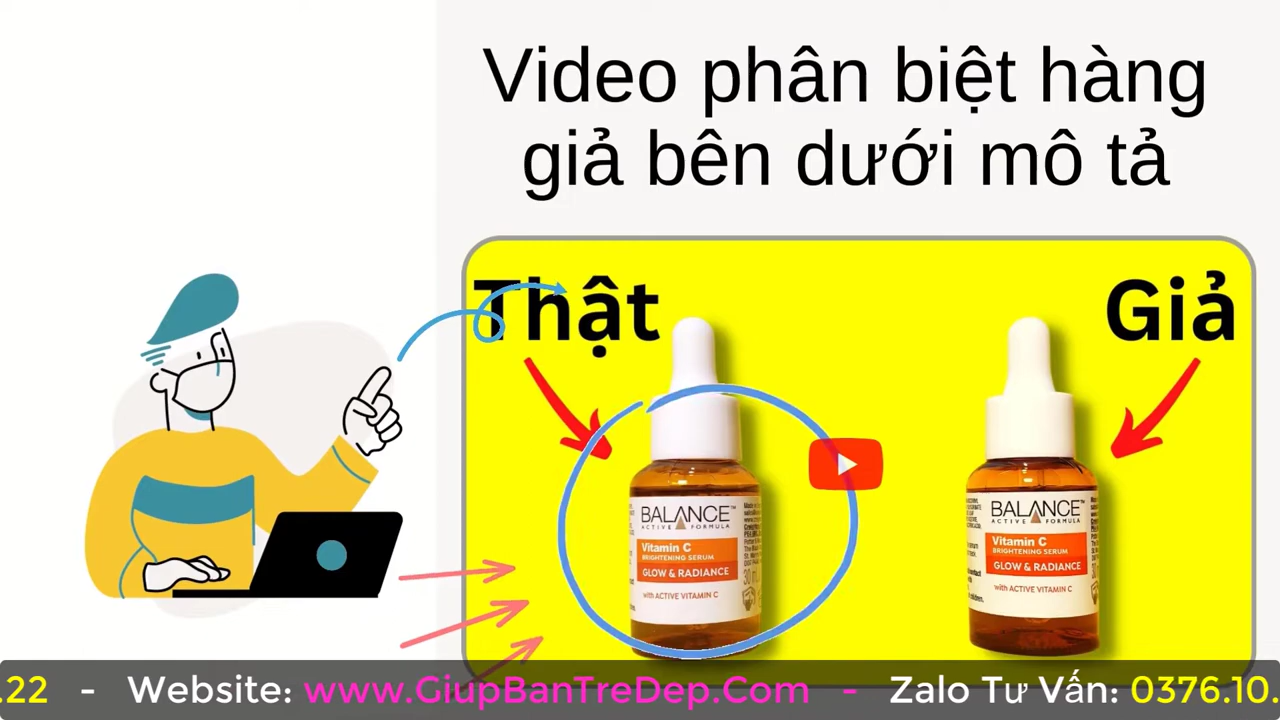 Video phân biệt hàng
giả bên dưới mô tả
Thật
Giả
BALANCE™
ACTIVE FORMULA
Vitamin C
BRIGHTENING SERUM
GLOW & RADIANCE
with ACTIVE VITAMIN C
BALANCE™
ACTIVE FORMULA
Vitamin C
BRIGHTENING SERUM
GLOW & RADIANCE
with ACTIVE VITAMIN C
.22 - Website: www.GiupBanTreDep.Com - Zalo Tư Vấn: 0376.10.